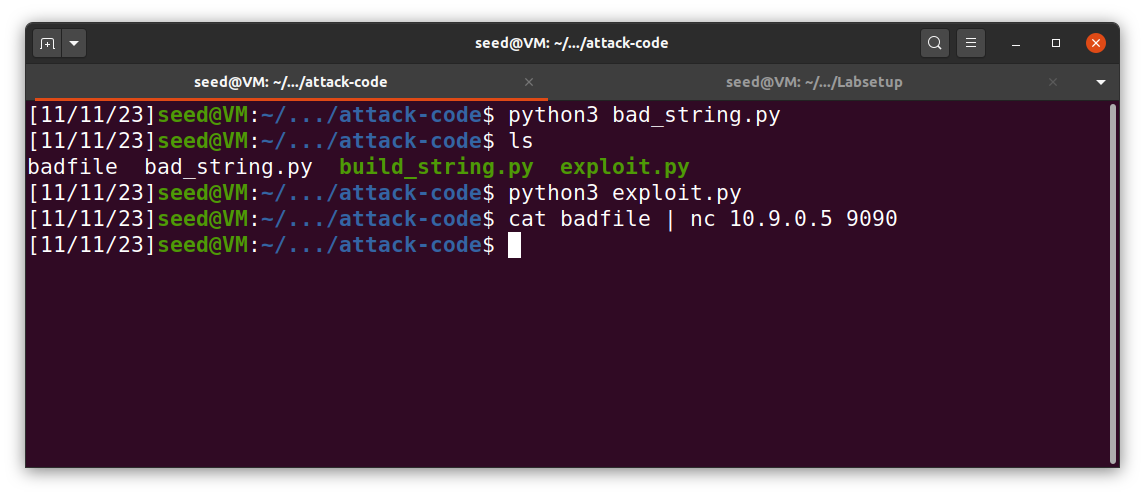 seed@VM: ~/.../attack-code
seed@VM: ~/.../attack-code
seed@VM: ~/.../Labsetup
[11/11/23]seed@VM:~/.../attack-code$ python3 bad_string.py
[11/11/23]seed@VM:~/.../attack-code$ ls
badfile  bad_string.py  build_string.py  exploit.py
[11/11/23]seed@VM:~/.../attack-code$ python3 exploit.py
[11/11/23]seed@VM:~/.../attack-code$ cat badfile | nc 10.9.0.5 9090
[11/11/23]seed@VM:~/.../attack-code$